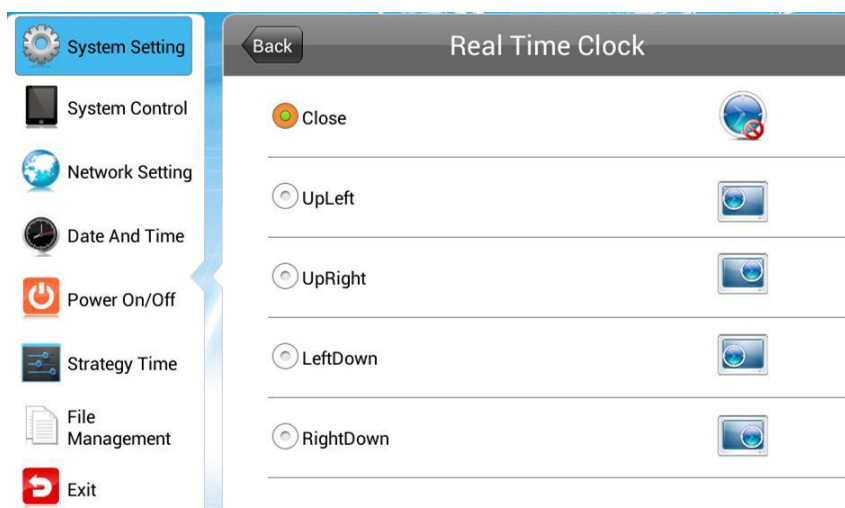 System Setting
System Control
Network Setting
Date And Time
Power On/Off
Strategy Time
File
Management
Exit
Back
Real Time Clock
Close
UpLeft
UpRight
LeftDown
RightDown